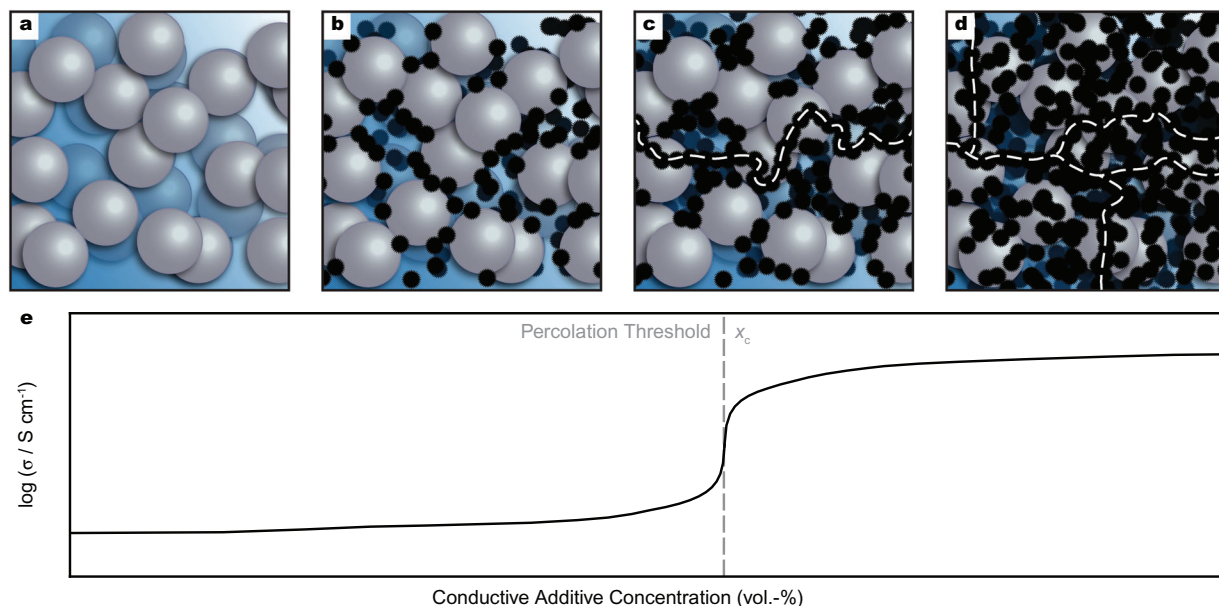 a
b
c
d
e
Percolation Threshold
x꜀
log (σ / S cm⁻¹)
Conductive Additive Concentration (vol.-%)